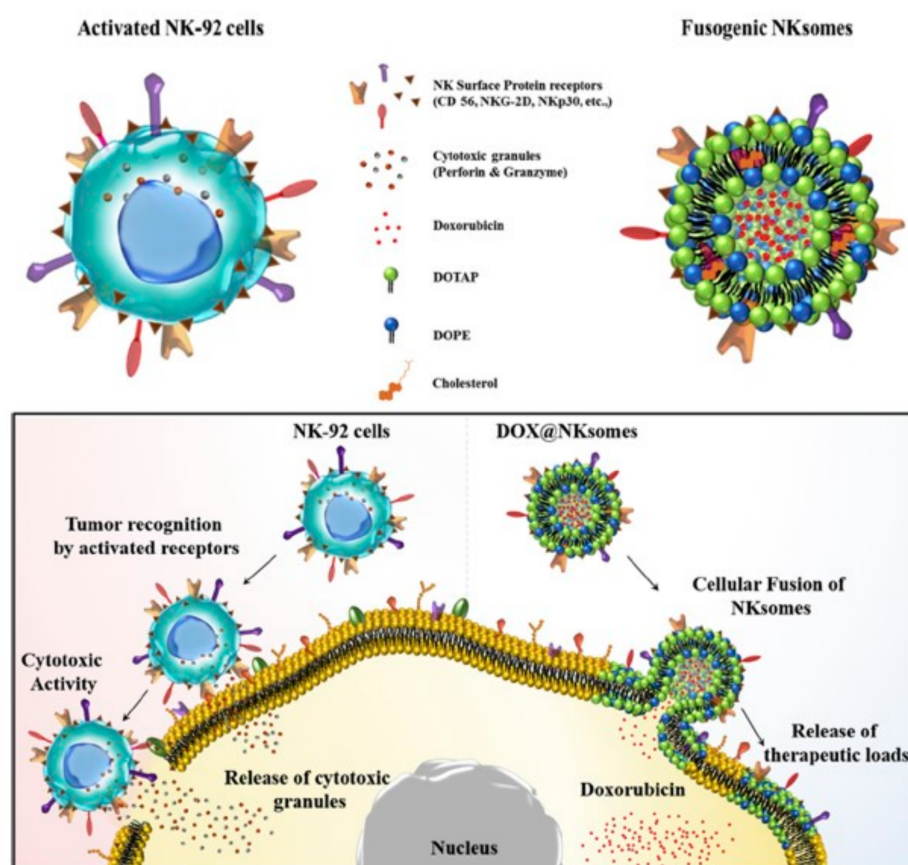 Activated NK-92 cells
Fusogenic NKsomes
NK Surface Protein receptors
(CD 56, NKG-2D, NKp30, etc.,)
Cytotoxic granules
(Perforin & Granzyme)
Doxorubicin
DOTAP
DOPE
Cholesterol
NK-92 cells
DOX@NKsomes
Tumor recognition
by activated receptors
Cellular Fusion of
NKsomes
Cytotoxic
Activity
Release of
therapeutic loads
Release of cytotoxic
granules
Doxorubicin
Nucleus